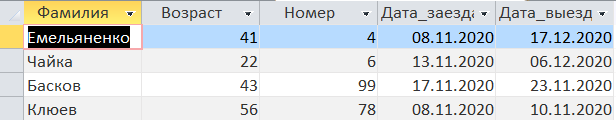 Фамилия Возраст Номер Дата_заезда Дата_выезд
Емельяненко 41 4 08.11.2020 17.12.2020
Чайка 22 6 13.11.2020 06.12.2020
Басков 43 99 17.11.2020 23.11.2020
Клюев 56 78 08.11.2020 10.11.2020